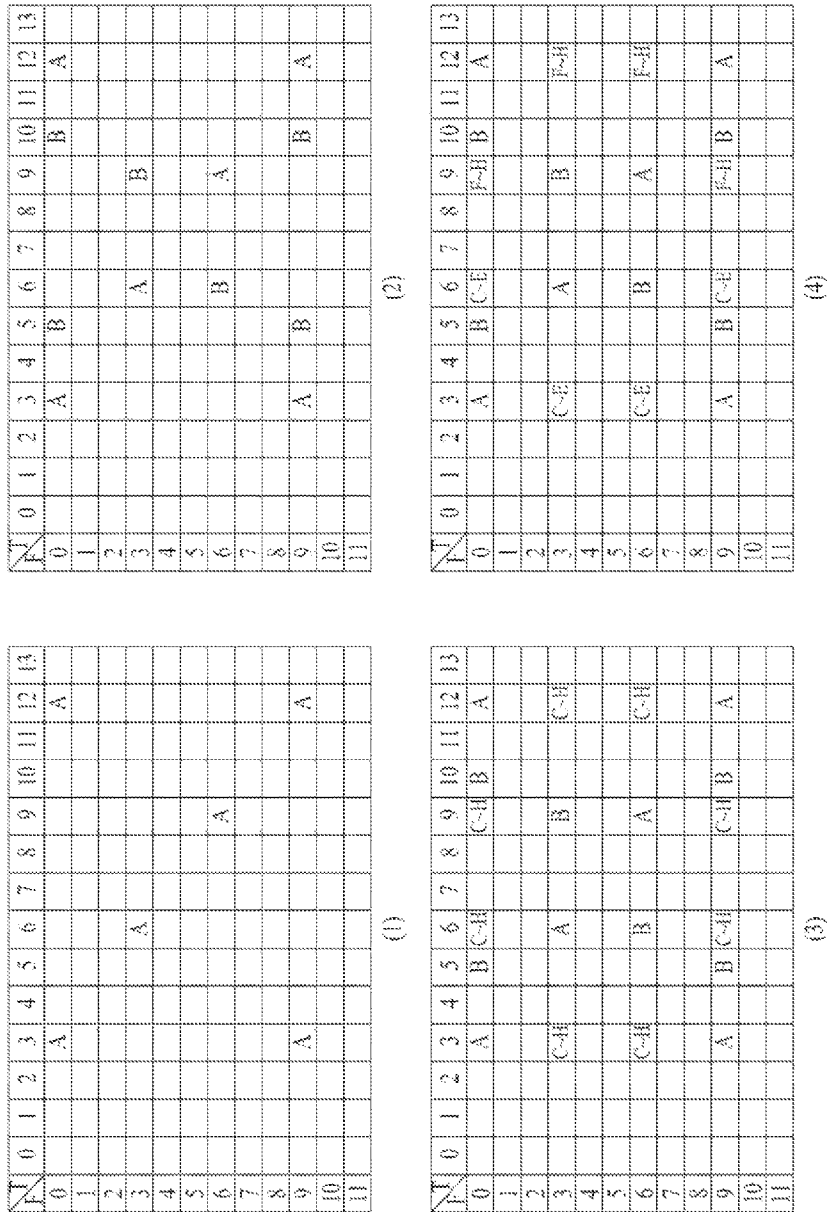 F T 0 1 2 3 4 5 6 7 8 9 10 11 12 13
0 A A
1
2
3 A
4
5
6 A
7
8
9 A A
10
11
(1)
F T 0 1 2 3 4 5 6 7 8 9 10 11 12 13
0 A B B A
1
2
3 A B
4
5
6 B A
7
8
9 A B B A
10
11
(2)
F T 0 1 2 3 4 5 6 7 8 9 10 11 12 13
0 A B C~H C~H B A
1
2
3 C~H A B C~H
4
5
6 C~H B A C~H
7
8
9 A B C~H C~H B A
10
11
(3)
F T 0 1 2 3 4 5 6 7 8 9 10 11 12 13
0 A B C~E F~H B A
1
2
3 C~E A B F~H
4
5
6 C~E B A F~H
7
8
9 A B C~E F~H B A
10
11
(4)